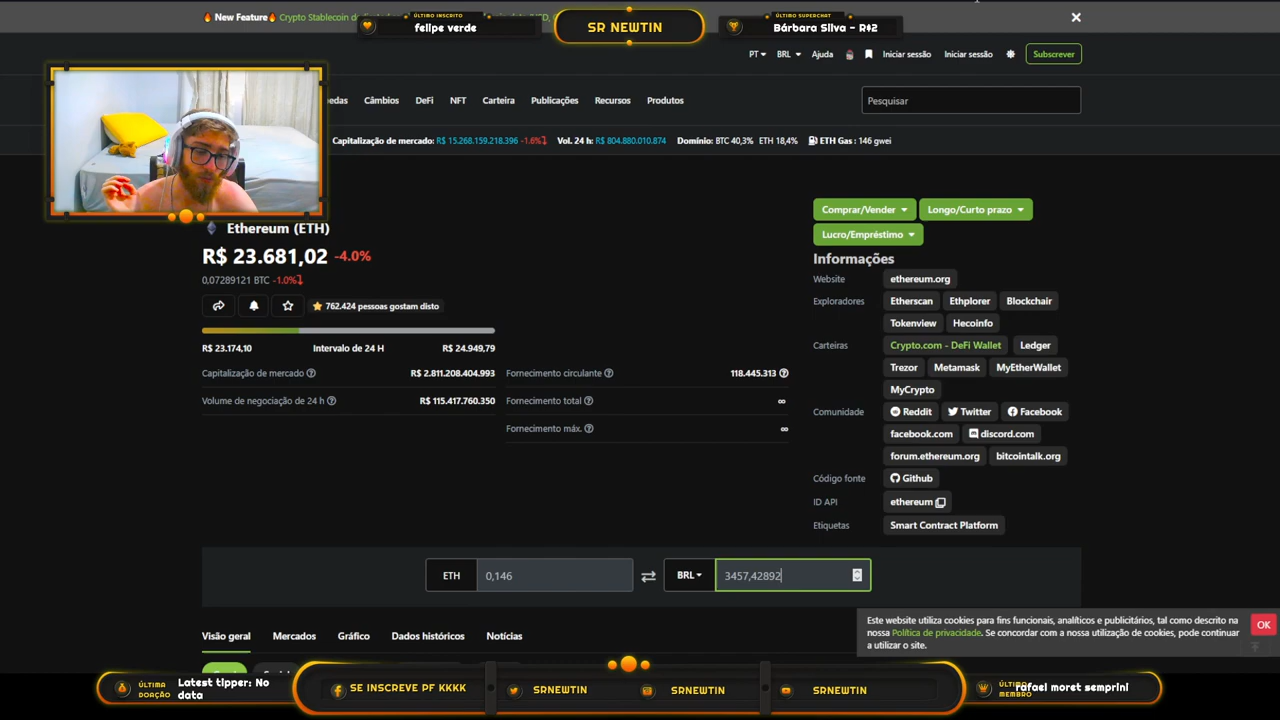 🔥 New Feature🔥 Crypto Stablecoin
ÚLTIMO INSCRITO
felipe verde
SR NEWTIN
ÚLTIMO SUPERCHAT
Bárbara Silva - R$2
PT
BRL
Ajuda
Iniciar sessão
Iniciar sessão
Subscrever
edas
Câmbios
DeFi
NFT
Carteira
Publicações
Recursos
Produtos
Pesquisar
Capitalização de mercado: R$ 15.268.159.218.396 -1.6%
Vol. 24 h: R$ 804.880.010.874
Domínio: BTC 40,3% ETH 18,4%
ETH Gas : 146 gwei
Ethereum (ETH)
R$ 23.681,02 -4.0%
0,07289121 BTC -1.0%
762.424 pessoas gostam disto
R$ 23.174,10
Intervalo de 24 H
R$ 24.949,79
Capitalização de mercado
R$ 2.811.208.404.993
Volume de negociação de 24 h
R$ 115.417.760.350
Fornecimento circulante
118.445.313
Fornecimento total
∞
Fornecimento máx.
∞
Comprar/Vender
Longo/Curto prazo
Lucro/Empréstimo
Informações
Website
ethereum.org
Exploradores
Etherscan
Ethplorer
Blockchair
Tokenview
Hecoinfo
Carteiras
Crypto.com - DeFi Wallet
Ledger
Trezor
Metamask
MyEtherWallet
MyCrypto
Comunidade
Reddit
Twitter
Facebook
facebook.com
discord.com
forum.ethereum.org
bitcointalk.org
Código fonte
Github
ID API
ethereum
Etiquetas
Smart Contract Platform
ETH
0,146
BRL
3457,42892
Visão geral
Mercados
Gráfico
Dados históricos
Notícias
Este website utiliza cookies para fins funcionais, analíticos e publicitários, tal como descrito na
nossa Política de privacidade. Se concordar com a nossa utilização de cookies, pode continuar
a utilizar o site.
OK
ÚLTIMA
DOAÇÃO
Latest tipper: No
data
SE INSCREVE PF KKKK
SRNEWTIN
SRNEWTIN
SRNEWTIN
ÚLTIMO
MEMBRO
Rafael moret semprini